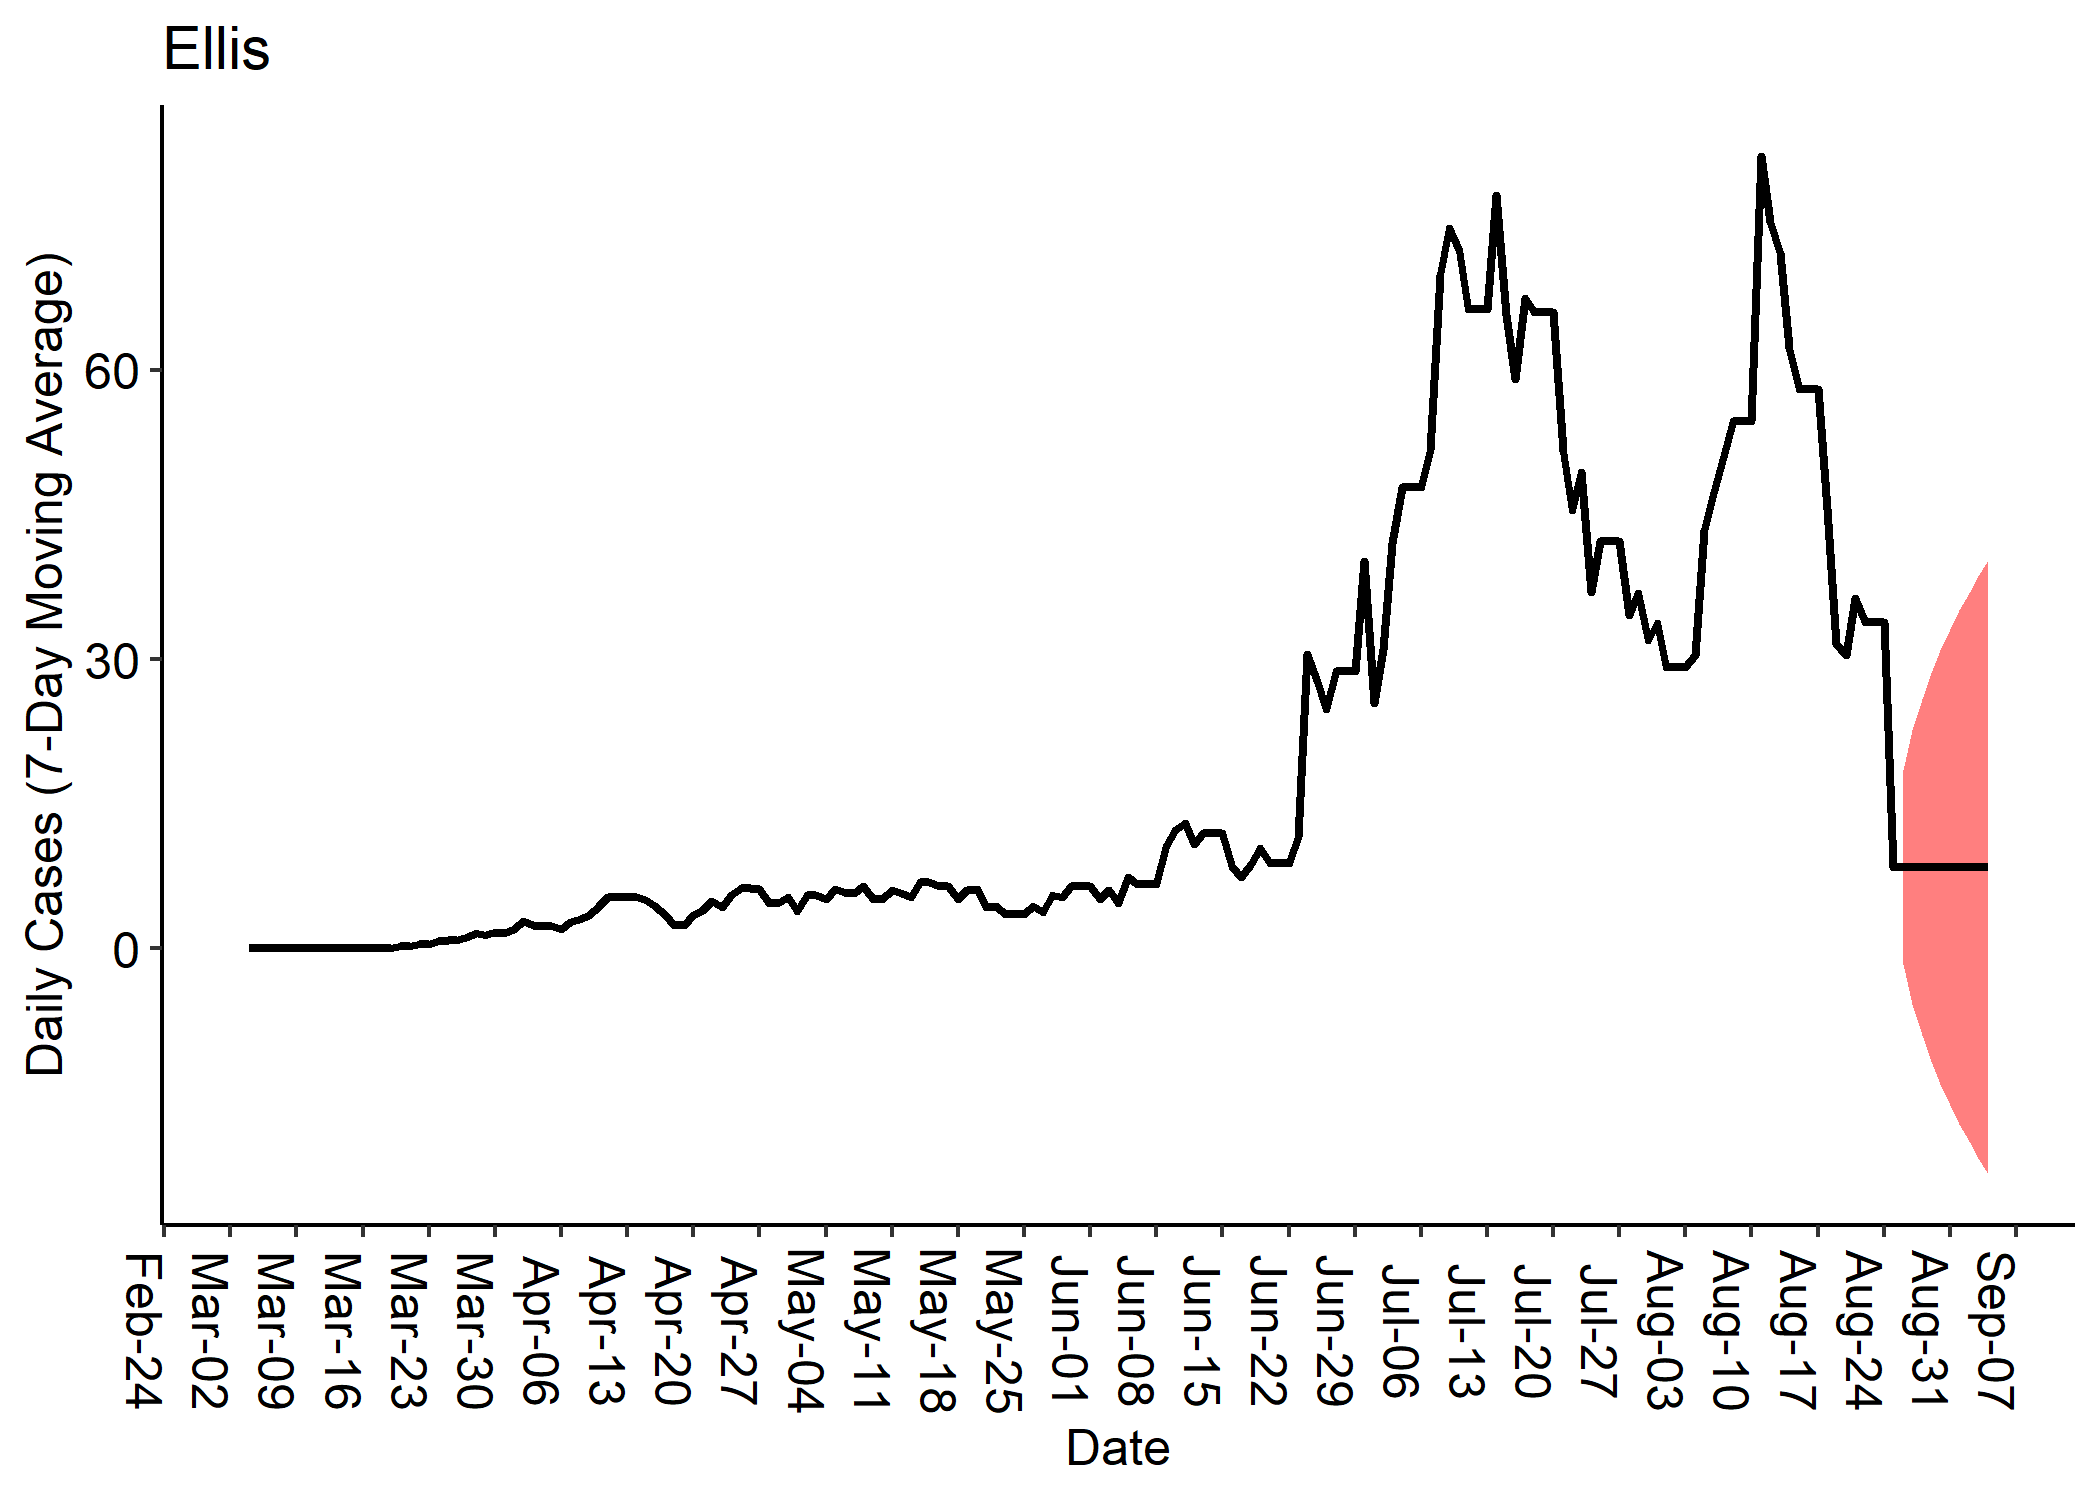 Ellis
Daily Cases (7-Day Moving Average)
60
30
0
Feb-24
Mar-02
Mar-09
Mar-16
Mar-23
Mar-30
Apr-06
Apr-13
Apr-20
Apr-27
May-04
May-11
May-18
May-25
Jun-01
Jun-08
Jun-15
Jun-22
Jun-29
Jul-06
Jul-13
Jul-20
Jul-27
Aug-03
Aug-10
Aug-17
Aug-24
Aug-31
Sep-07
Date